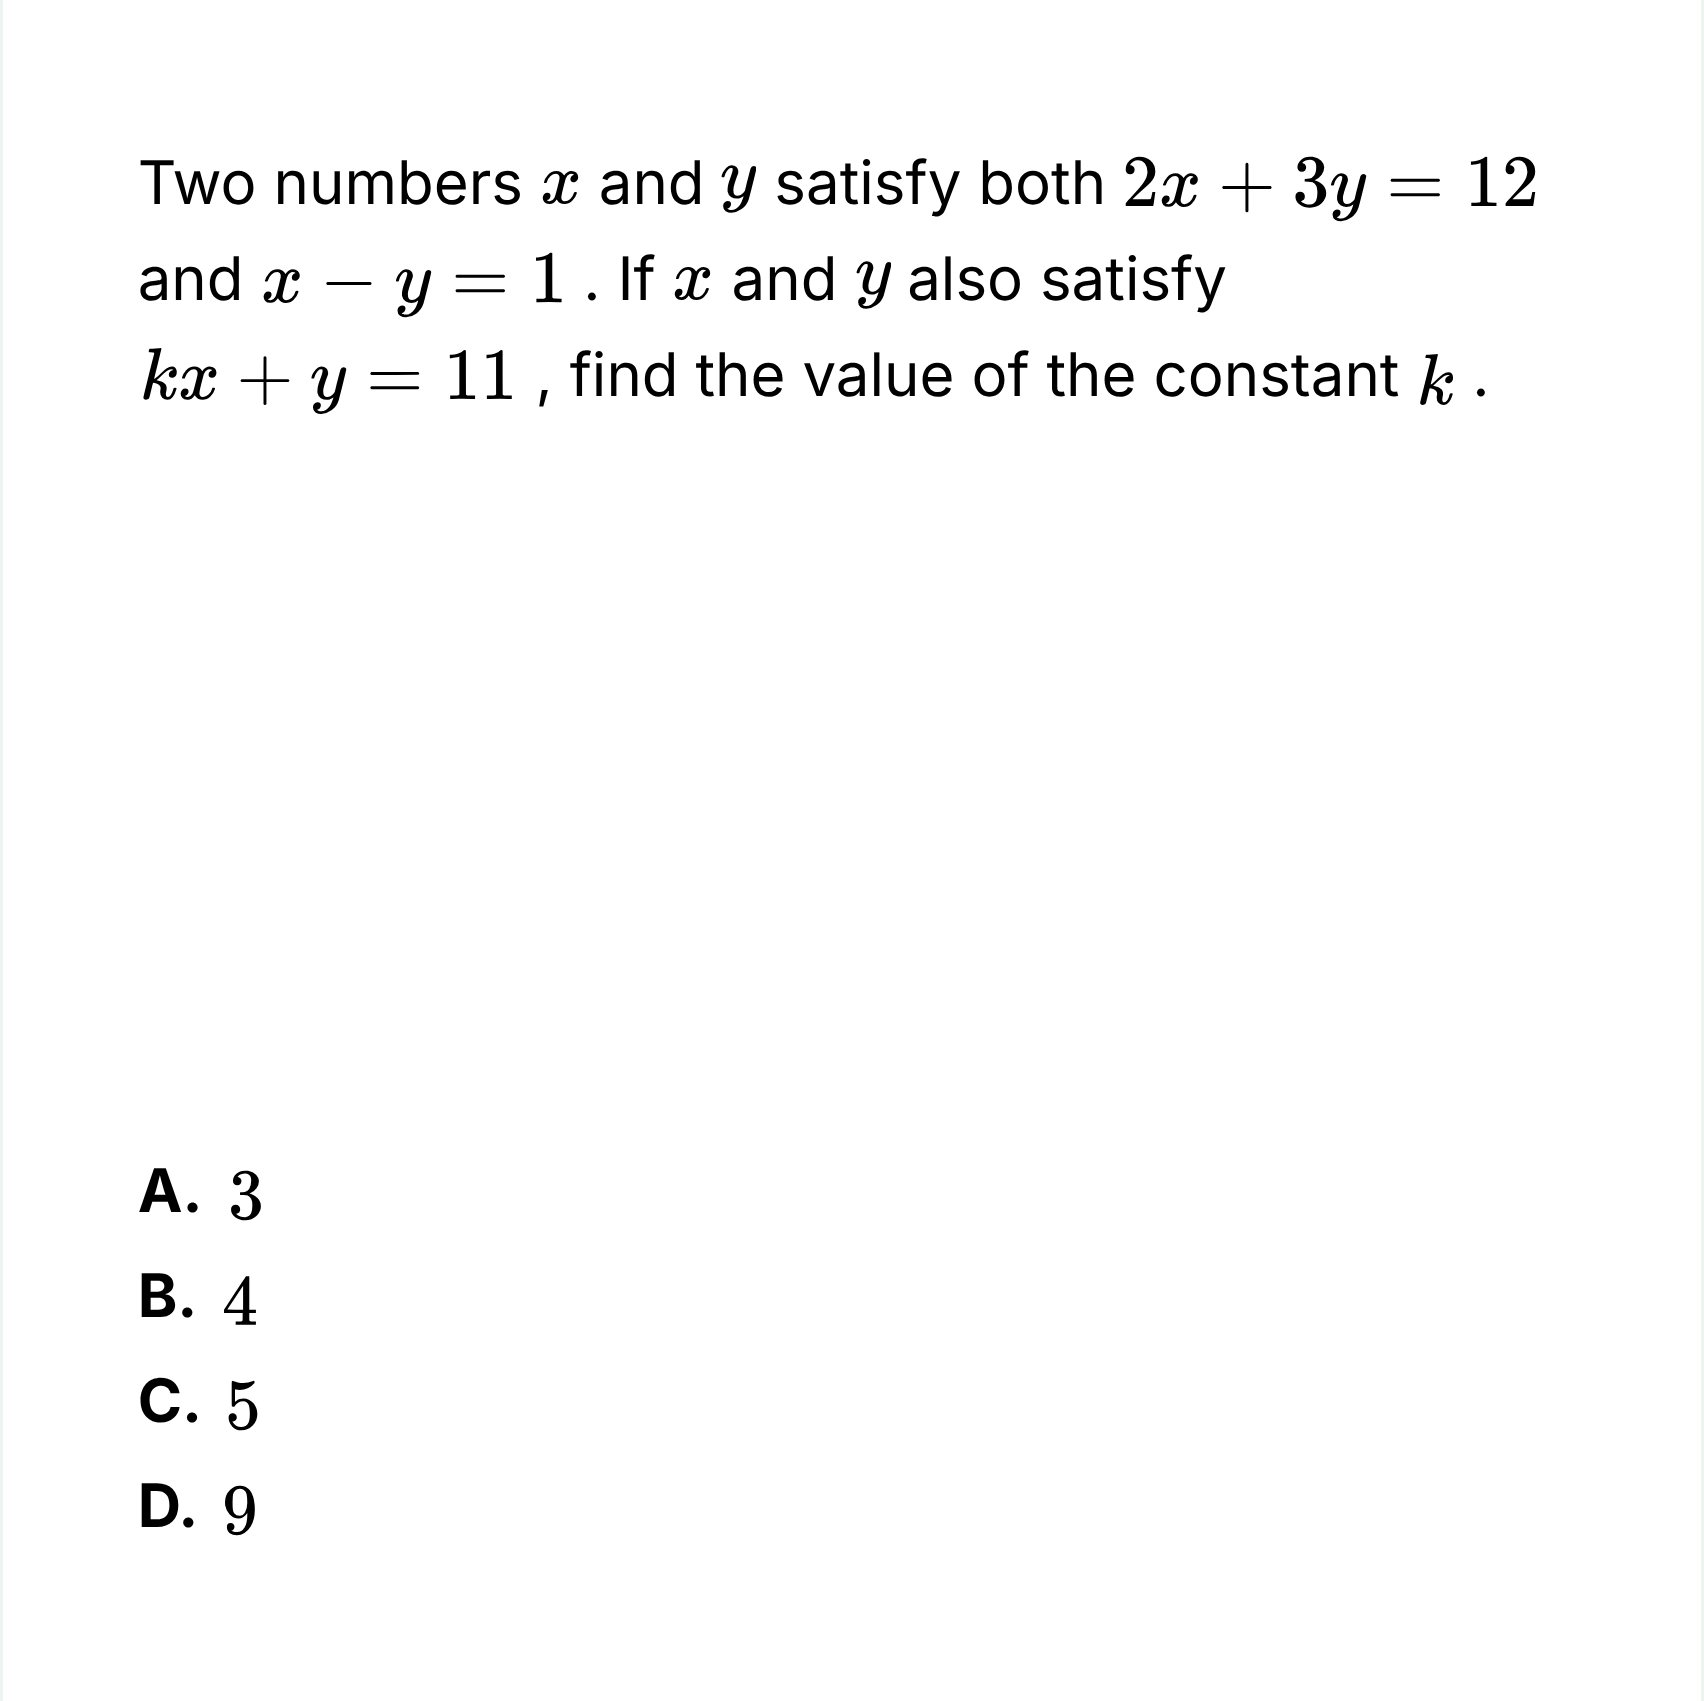 Two numbers x and y satisfy both 2x + 3y = 12
and x − y = 1 . If x and y also satisfy
kx + y = 11 , find the value of the constant k .
A. 3
B. 4
C. 5
D. 9